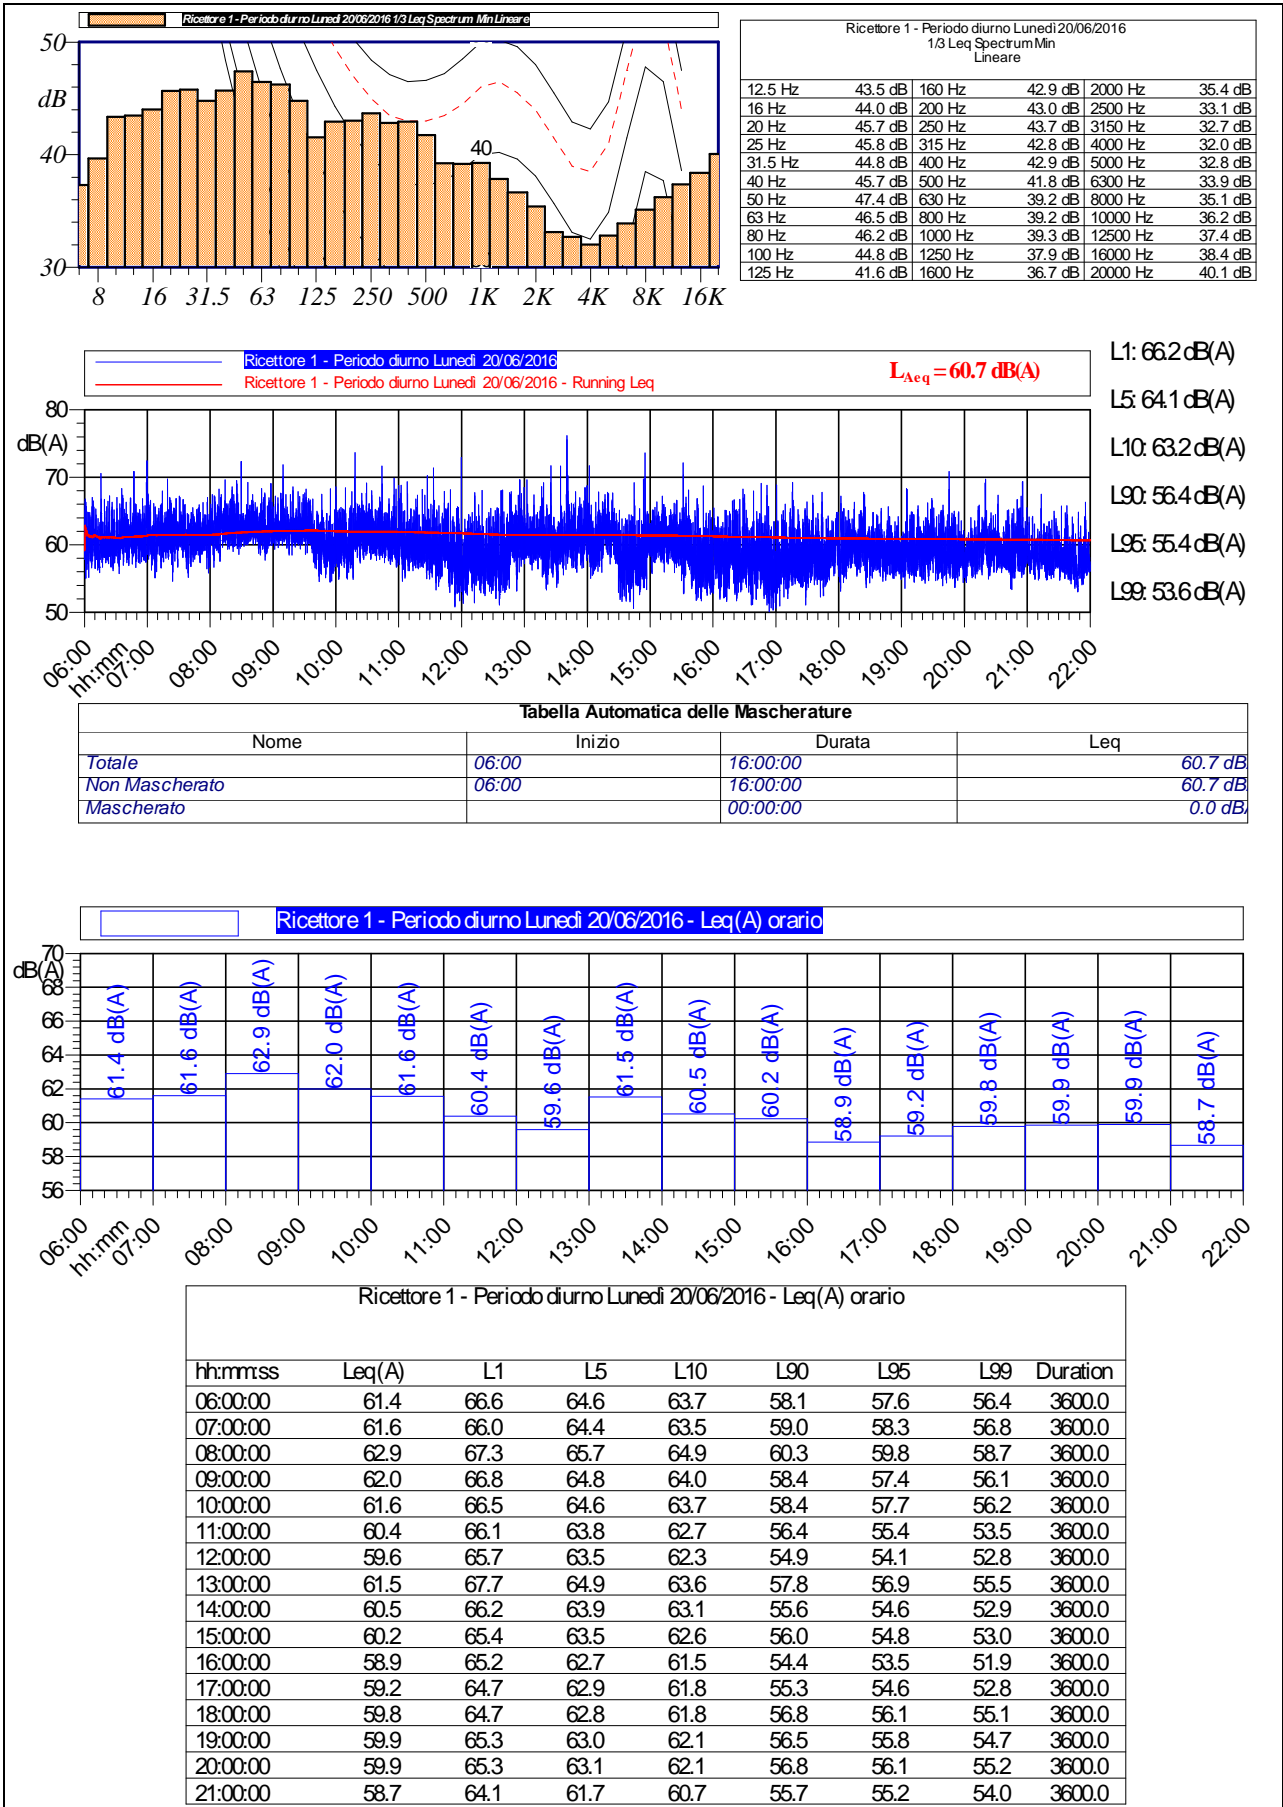 Ricettore 1 - Periodo diurno Lunedì 20/06/2016 1/3 Leq Spectrum Min Lineare
50
dB
40
30
40
8 16 31.5 63 125 250 500 1K 2K 4K 8K 16K
Ricettore 1 - Periodo diurno Lunedì 20/06/2016
1/3 Leq Spectrum Min
Lineare
12.5 Hz 43.5 dB 160 Hz 42.9 dB 2000 Hz 35.4 dB
16 Hz 44.0 dB 200 Hz 43.0 dB 2500 Hz 33.1 dB
20 Hz 45.7 dB 250 Hz 43.7 dB 3150 Hz 32.7 dB
25 Hz 45.8 dB 315 Hz 42.8 dB 4000 Hz 32.0 dB
31.5 Hz 44.8 dB 400 Hz 42.9 dB 5000 Hz 32.8 dB
40 Hz 45.7 dB 500 Hz 41.8 dB 6300 Hz 33.9 dB
50 Hz 47.4 dB 630 Hz 39.2 dB 8000 Hz 35.1 dB
63 Hz 46.5 dB 800 Hz 39.2 dB 10000 Hz 36.2 dB
80 Hz 46.2 dB 1000 Hz 39.3 dB 12500 Hz 37.4 dB
100 Hz 44.8 dB 1250 Hz 37.9 dB 16000 Hz 38.4 dB
125 Hz 41.6 dB 1600 Hz 36.7 dB 20000 Hz 40.1 dB
Ricettore 1 - Periodo diurno Lunedì 20/06/2016
Ricettore 1 - Periodo diurno Lunedì 20/06/2016 - Running Leq
LAeq = 60.7 dB(A)
L1: 66.2 dB(A)
L5: 64.1 dB(A)
L10: 63.2 dB(A)
L90: 56.4 dB(A)
L95: 55.4 dB(A)
L99: 53.6 dB(A)
80
dB(A)
70
60
50
06:00 07:00 08:00 09:00 10:00 11:00 12:00 13:00 14:00 15:00 16:00 17:00 18:00 19:00 20:00 21:00 22:00
hh:mm
Tabella Automatica delle Mascherature
Nome Inizio Durata Leq
Totale 06:00 16:00:00 60.7 dB
Non Mascherato 06:00 16:00:00 60.7 dB
Mascherato 00:00:00 0.0 dB
Ricettore 1 - Periodo diurno Lunedì 20/06/2016 - Leq(A) orario
70
dB(A)
68
66
64
62
60
58
56
61.4 dB(A) 61.6 dB(A) 62.9 dB(A) 62.0 dB(A) 61.6 dB(A) 60.4 dB(A) 59.6 dB(A) 61.5 dB(A) 60.5 dB(A) 60.2 dB(A) 58.9 dB(A) 59.2 dB(A) 59.8 dB(A) 59.9 dB(A) 59.9 dB(A) 58.7 dB(A)
06:00 07:00 08:00 09:00 10:00 11:00 12:00 13:00 14:00 15:00 16:00 17:00 18:00 19:00 20:00 21:00 22:00
hh:mm
Ricettore 1 - Periodo diurno Lunedì 20/06/2016 - Leq(A) orario
hh:mm:ss Leq(A) L1 L5 L10 L90 L95 L99 Duration
06:00:00 61.4 66.6 64.6 63.7 58.1 57.6 56.4 3600.0
07:00:00 61.6 66.0 64.4 63.5 59.0 58.3 56.8 3600.0
08:00:00 62.9 67.3 65.7 64.9 60.3 59.8 58.7 3600.0
09:00:00 62.0 66.8 64.8 64.0 58.4 57.4 56.1 3600.0
10:00:00 61.6 66.5 64.6 63.7 58.4 57.7 56.2 3600.0
11:00:00 60.4 66.1 63.8 62.7 56.4 55.4 53.5 3600.0
12:00:00 59.6 65.7 63.5 62.3 54.9 54.1 52.8 3600.0
13:00:00 61.5 67.7 64.9 63.6 57.8 56.9 55.5 3600.0
14:00:00 60.5 66.2 63.9 63.1 55.6 54.6 52.9 3600.0
15:00:00 60.2 65.4 63.5 62.6 56.0 54.8 53.0 3600.0
16:00:00 58.9 65.2 62.7 61.5 54.4 53.5 51.9 3600.0
17:00:00 59.2 64.7 62.9 61.8 55.3 54.6 52.8 3600.0
18:00:00 59.8 64.7 62.8 61.8 56.8 56.1 55.1 3600.0
19:00:00 59.9 65.3 63.0 62.1 56.5 55.8 54.7 3600.0
20:00:00 59.9 65.3 63.1 62.1 56.8 56.1 55.2 3600.0
21:00:00 58.7 64.1 61.7 60.7 55.7 55.2 54.0 3600.0